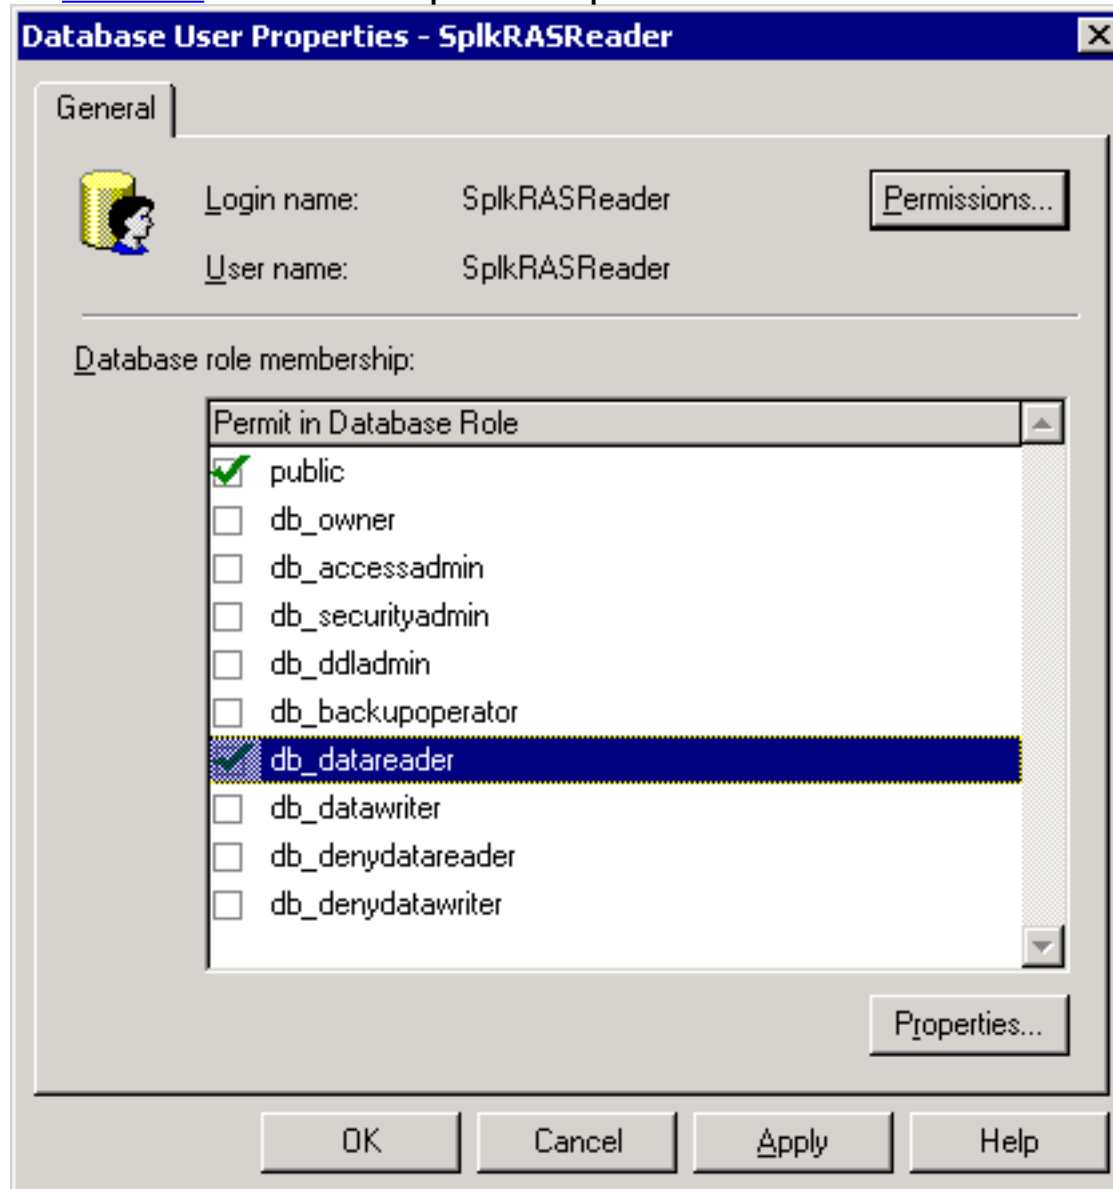 Database User Properties - SplkRASReader
General
Login name: SplkRASReader Permissions...
User name: SplkRASReader
Database role membership:
Permit in Database Role
public
db_owner
db_accessadmin
db_securityadmin
db_ddladmin
db_backupoperator
db_datareader
db_datawriter
db_denydatareader
db_denydatawriter
Properties...
OK Cancel Apply Help